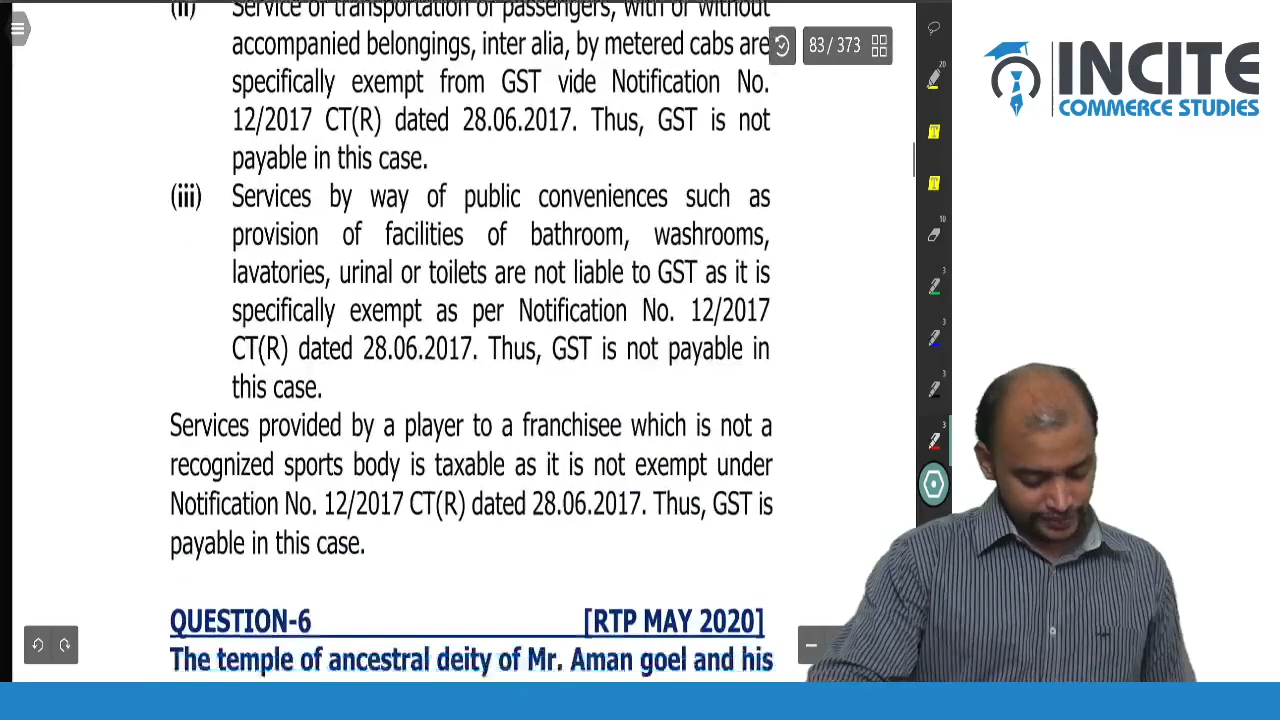 (ii) Service of transportation of passengers, with or without
accompanied belongings, inter alia, by metered cabs are
specifically exempt from GST vide Notification No.
12/2017 CT(R) dated 28.06.2017. Thus, GST is not
payable in this case.
(iii) Services by way of public conveniences such as
provision of facilities of bathroom, washrooms,
lavatories, urinal or toilets are not liable to GST as it is
specifically exempt as per Notification No. 12/2017
CT(R) dated 28.06.2017. Thus, GST is not payable in
this case.
Services provided by a player to a franchisee which is not a
recognized sports body is taxable as it is not exempt under
Notification No. 12/2017 CT(R) dated 28.06.2017. Thus, GST is
payable in this case.
QUESTION-6 [RTP MAY 2020]
The temple of ancestral deity of Mr. Aman goel and his
83 / 373
20
10
3
3
3
3
INCITE
COMMERCE STUDIES